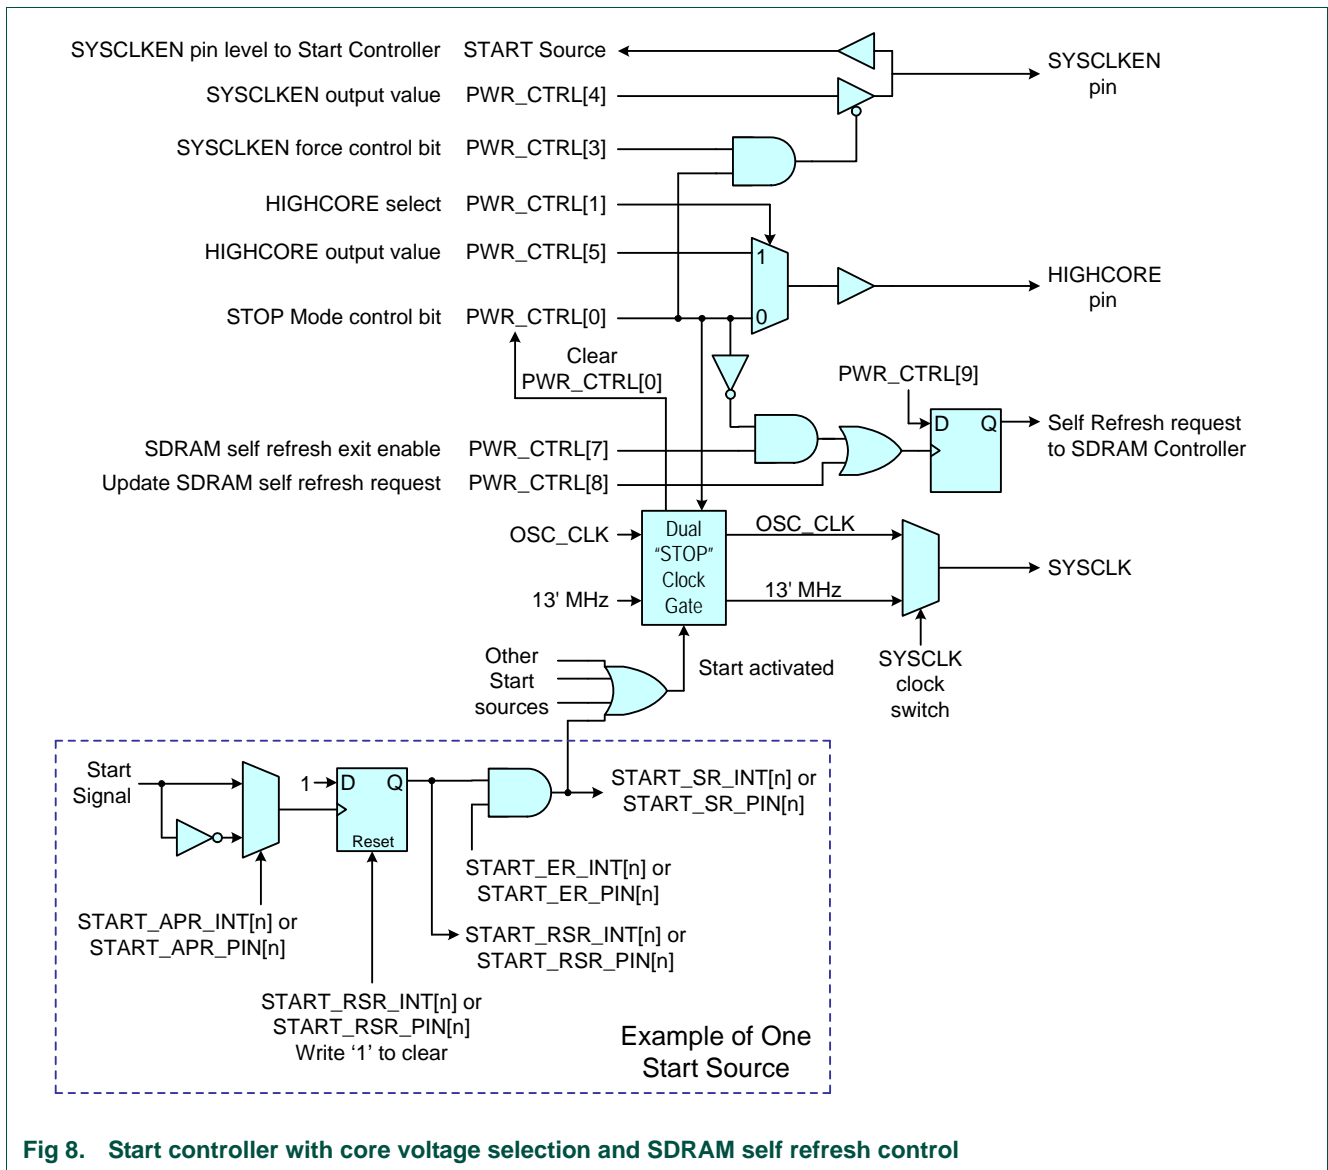 SYSCLKEN pin level to Start Controller START Source
SYSCLKEN
pin
SYSCLKEN output value PWR_CTRL[4]
SYSCLKEN force control bit PWR_CTRL[3]
HIGHCORE select PWR_CTRL[1]
HIGHCORE output value PWR_CTRL[5]
1
HIGHCORE
pin
STOP Mode control bit PWR_CTRL[0]
0
Clear
PWR_CTRL[0]
PWR_CTRL[9]
D Q
Self Refresh request
to SDRAM Controller
SDRAM self refresh exit enable PWR_CTRL[7]
Update SDRAM self refresh request PWR_CTRL[8]
OSC_CLK
13' MHz
Dual
“STOP”
Clock
Gate
OSC_CLK
13' MHz
SYSCLK
SYSCLK
clock
switch
Other
Start
sources
Start activated
Start
Signal
1
D Q
Reset
START_SR_INT[n] or
START_SR_PIN[n]
START_ER_INT[n] or
START_ER_PIN[n]
START_APR_INT[n] or
START_APR_PIN[n]
START_RSR_INT[n] or
START_RSR_PIN[n]
START_RSR_INT[n] or
START_RSR_PIN[n]
Write ‘1’ to clear
Example of One
Start Source
Fig 8. Start controller with core voltage selection and SDRAM self refresh control